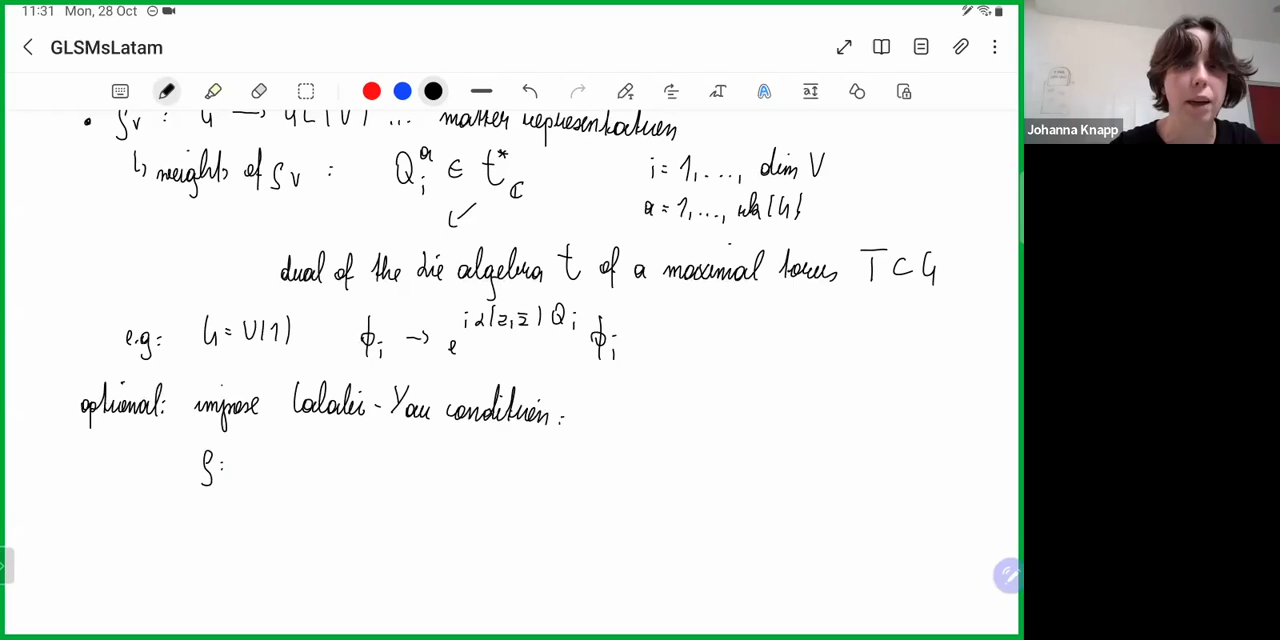 11:31 Mon, 28 Oct
GLSMsLatam
• ρ_V : G → GL(V) ... matter representation
↳ weights of ρ_V : Q_i^a ∈ t_ℂ^* i = 1, ..., dim V
a = 1, ..., rk(G)
dual of the Lie algebra t of a maximal torus T ⊂ G
e.g: G = U(1) ϕ_i → e^{iα(z,z̄)Q_i} ϕ_i
optional: impose Calabi-Yau condition:
ρ:
Johanna Knapp